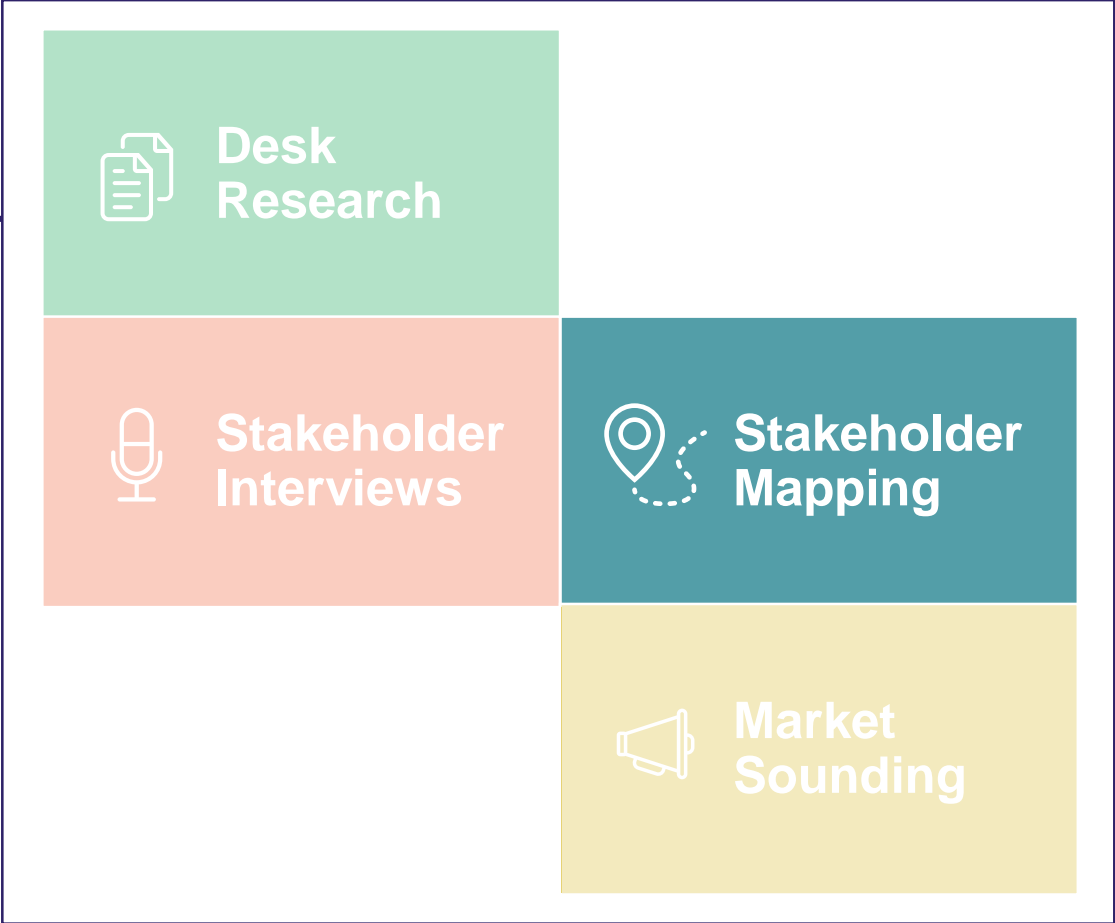 Desk
Research
Stakeholder
Interviews
Stakeholder
Mapping
Market
Sounding